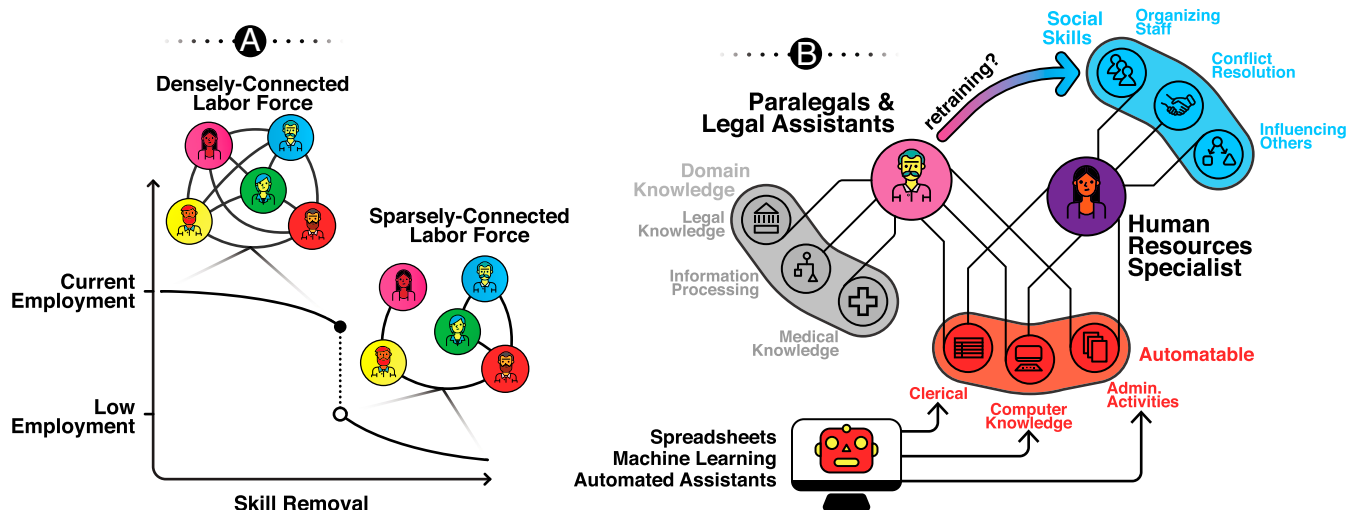 A
Densely-Connected
Labor Force
Sparsely-Connected
Labor Force
Current
Employment
Low
Employment
Skill Removal
B
Paralegals &
Legal Assistants
retraining?
Social
Skills
Organizing
Staff
Conflict
Resolution
Influencing
Others
Domain
Knowledge
Legal
Knowledge
Information
Processing
Medical
Knowledge
Human
Resources
Specialist
Automatable
Clerical
Computer
Knowledge
Admin.
Activities
Spreadsheets
Machine Learning
Automated Assistants